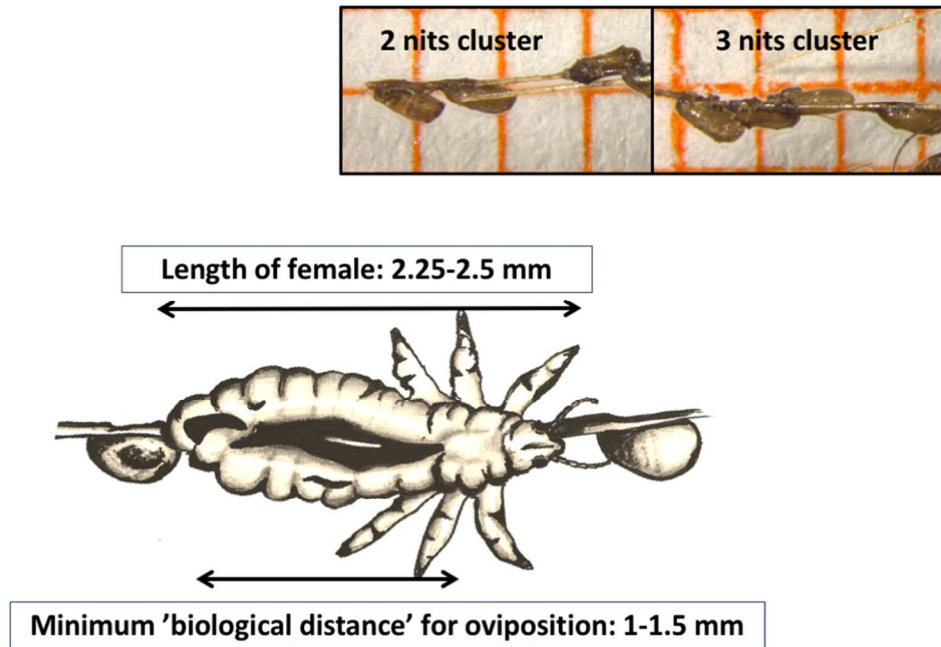 2 nits cluster
3 nits cluster
Length of female: 2.25-2.5 mm
Minimum ’biological distance’ for oviposition: 1-1.5 mm